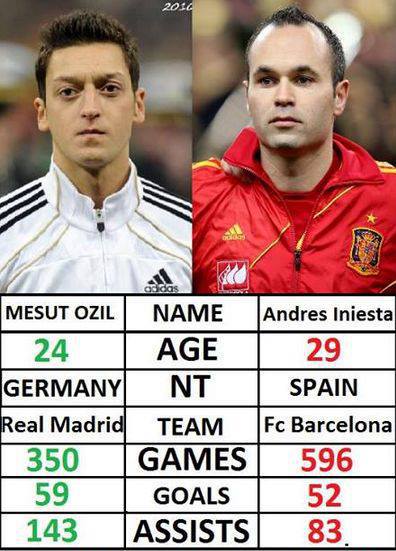 2010
adidas
adidas
MESUT OZIL NAME Andres Iniesta
24 AGE 29
GERMANY NT SPAIN
Real Madrid TEAM Fc Barcelona
350 GAMES 596
59 GOALS 52
143 ASSISTS 83.